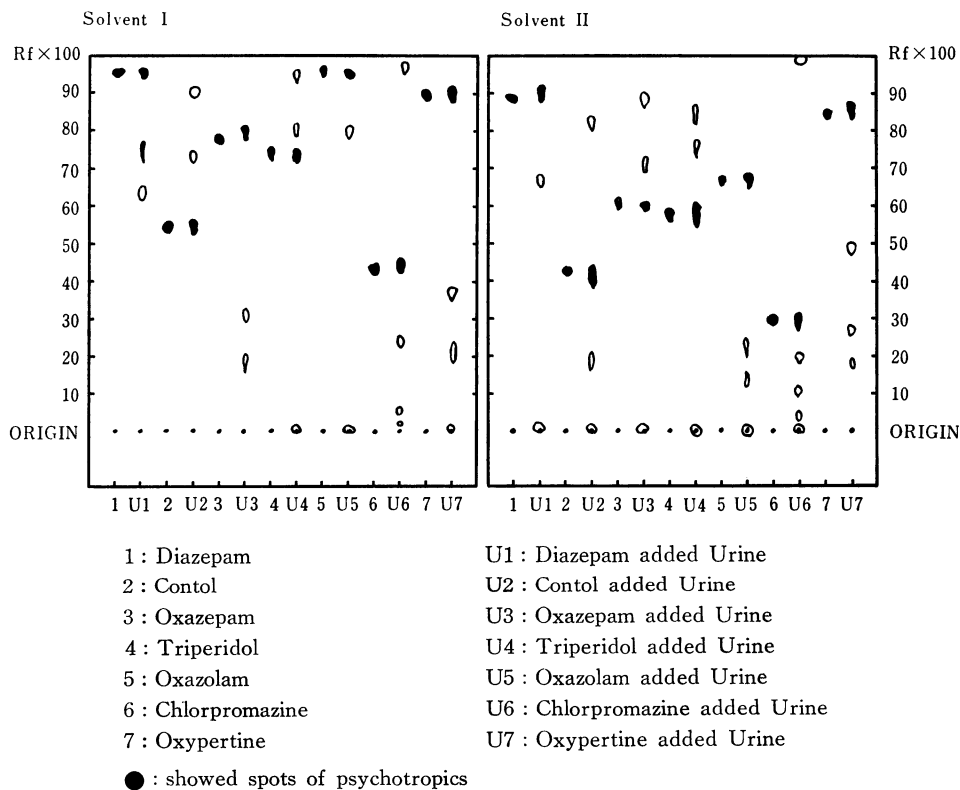 Solvent I
Solvent II
Rf×100
Rf×100
90
90
80
80
70
70
60
60
50
50
40
40
30
30
20
20
10
10
ORIGIN
ORIGIN
1 U1 2 U2 3 U3 4 U4 5 U5 6 U6 7 U7
1 U1 2 U2 3 U3 4 U4 5 U5 6 U6 7 U7
1 : Diazepam
2 : Contol
3 : Oxazepam
4 : Triperidol
5 : Oxazolam
6 : Chlorpromazine
7 : Oxypertine
U1 : Diazepam added Urine
U2 : Contol added Urine
U3 : Oxazepam added Urine
U4 : Triperidol added Urine
U5 : Oxazolam added Urine
U6 : Chlorpromazine added Urine
U7 : Oxypertine added Urine
: showed spots of psychotropics